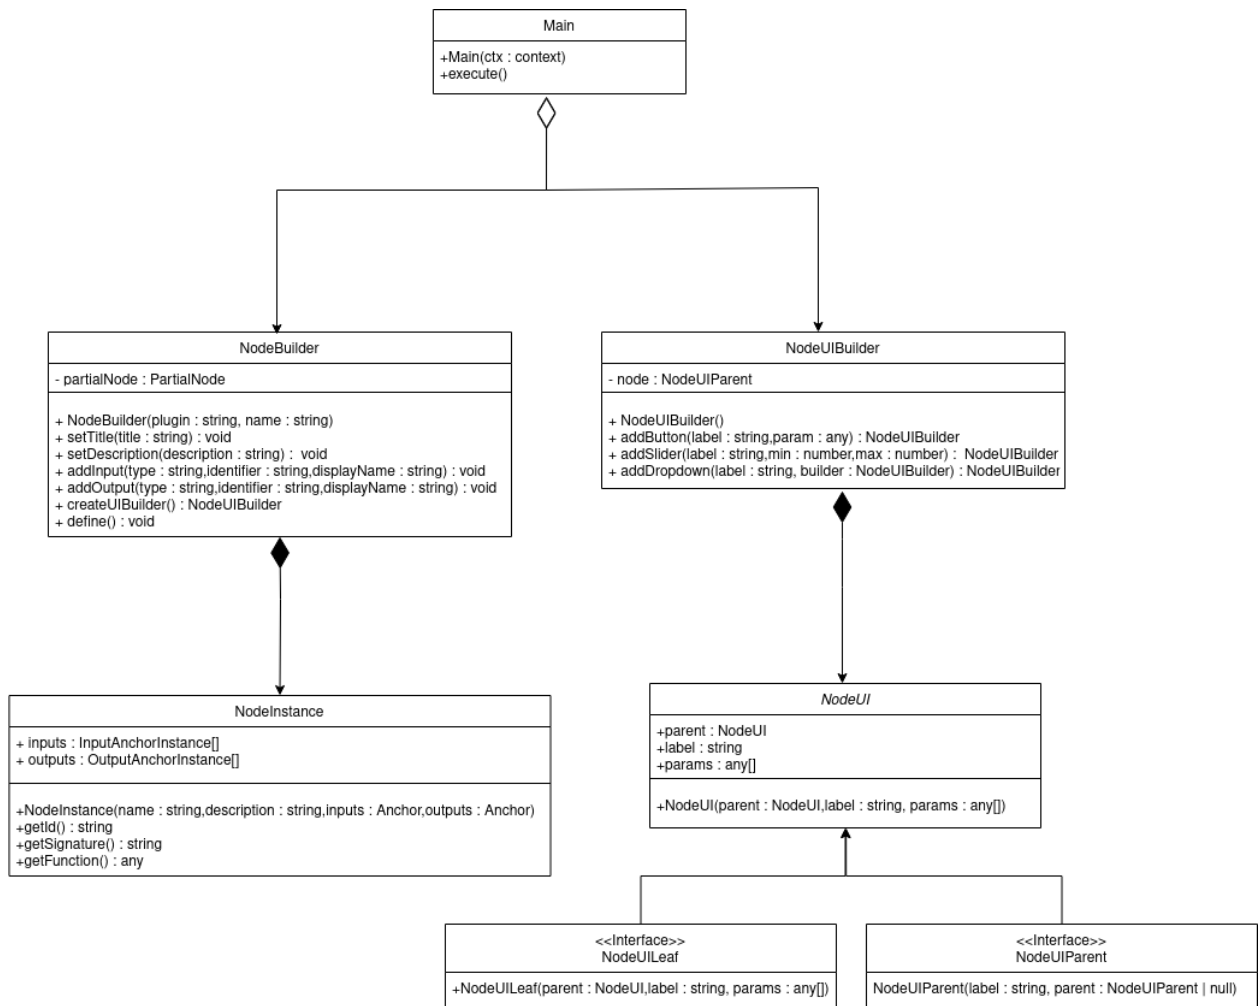 Main
+Main(ctx : context)
+execute()
NodeBuilder
- partialNode : PartialNode
+ NodeBuilder(plugin : string, name : string)
+ setTitle(title : string) : void
+ setDescription(description : string) :  void
+ addInput(type : string,identifier : string,displayName : string) : void
+ addOutput(type : string,identifier : string,displayName : string) : void
+ createUIBuilder() : NodeUIBuilder
+ define() : void
NodeUIBuilder
- node : NodeUIParent
+ NodeUIBuilder()
+ addButton(label : string,param : any) : NodeUIBuilder
+ addSlider(label : string,min : number,max : number) :  NodeUIBuilder
+ addDropdown(label : string, builder : NodeUIBuilder) : NodeUIBuilder
NodeInstance
+ inputs : InputAnchorInstance[]
+ outputs : OutputAnchorInstance[]
+NodeInstance(name : string,description : string,inputs : Anchor,outputs : Anchor)
+getId() : string
+getSignature() : string
+getFunction() : any
NodeUI
+parent : NodeUI
+label : string
+params : any[]
+NodeUI(parent : NodeUI,label : string, params : any[])
<<Interface>>
NodeUILeaf
+NodeUILeaf(parent : NodeUI,label : string, params : any[])
<<Interface>>
NodeUIParent
NodeUIParent(label : string, parent : NodeUIParent | null)